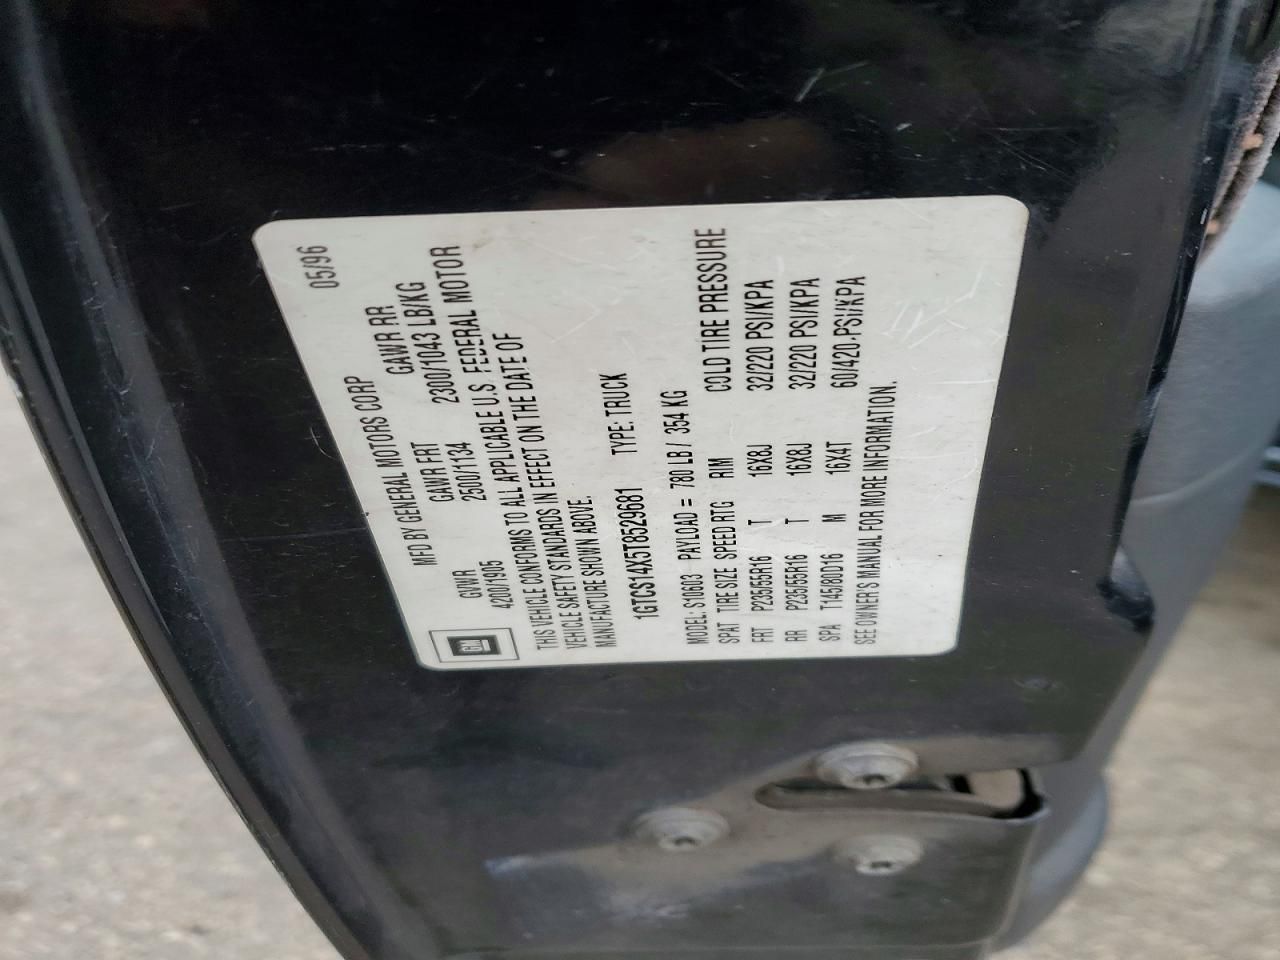 05/96
MFD BY GENERAL MOTORS CORP
GVWR GAWR FRT GAWR RR
4200/1905 2500/1134 2300/1043 LB/KG
THIS VEHICLE CONFORMS TO ALL APPLICABLE U.S. FEDERAL MOTOR
VEHICLE SAFETY STANDARDS IN EFFECT ON THE DATE OF
MANUFACTURE SHOWN ABOVE.
1GTCS14X5T8529681 TYPE: TRUCK
MODEL: S10603 PAYLOAD = 780 LB / 354 KG
SPAT TIRE SIZE SPEED RTG RIM COLD TIRE PRESSURE
FRT P235/55R16 T 16X8J 32/220 PSI/KPA
RR P235/55R16 T 16X8J 32/220 PSI/KPA
SPA T14580D16 M 16X4T 60/420 PSI/KPA
SEE OWNER'S MANUAL FOR MORE INFORMATION.
GM